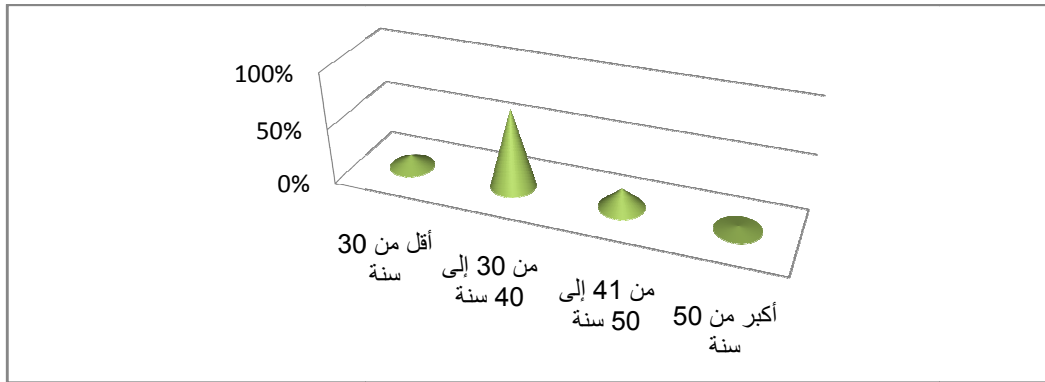 100%
50%
0%
أقل من 30
سنة
من 30 إلى
40 سنة
من 41 إلى
50 سنة
أكبر من 50
سنة